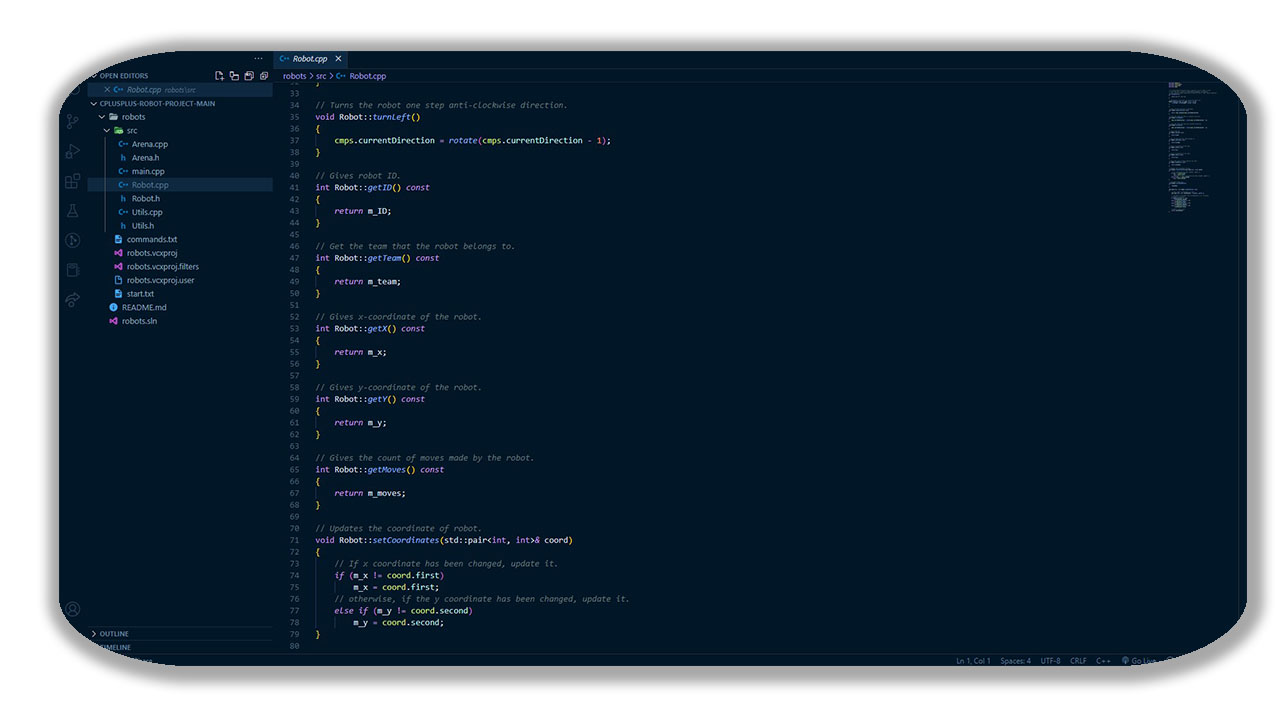 Robot.cpp
OPEN EDITORS
robots > src > Robot.cpp
Robot.cpp robots\src
CPLUSPLUS-ROBOT-PROJECT-MAIN
robots
src
Arena.cpp
Arena.h
main.cpp
Robot.cpp
Robot.h
Utils.cpp
Utils.h
commands.txt
robots.vcxproj
robots.vcxproj.filters
robots.vcxproj.user
start.txt
README.md
robots.sln
OUTLINE
TIMELINE
33
34 // Turns the robot one step anti-clockwise direction.
35 void Robot::turnLeft()
36 {
37 cmps.currentDirection = rotate(cmps.currentDirection - 1);
38 }
39
40 // Gives robot ID.
41 int Robot::getID() const
42 {
43 return m_ID;
44 }
45
46 // Get the team that the robot belongs to.
47 int Robot::getTeam() const
48 {
49 return m_team;
50 }
51
52 // Gives x-coordinate of the robot.
53 int Robot::getX() const
54 {
55 return m_x;
56 }
57
58 // Gives y-coordinate of the robot.
59 int Robot::getY() const
60 {
61 return m_y;
62 }
63
64 // Gives the count of moves made by the robot.
65 int Robot::getMoves() const
66 {
67 return m_moves;
68 }
69
70 // Updates the coordinate of robot.
71 void Robot::setCoordinates(std::pair<int, int>& coord)
72 {
73 // If x coordinate has been changed, update it.
74 if (m_x != coord.first)
75 m_x = coord.first;
76 // otherwise, if the y coordinate has been changed, update it.
77 else if (m_y != coord.second)
78 m_y = coord.second;
79 }
80
Ln 1, Col 1 Spaces: 4 UTF-8 CRLF C++ Go Live